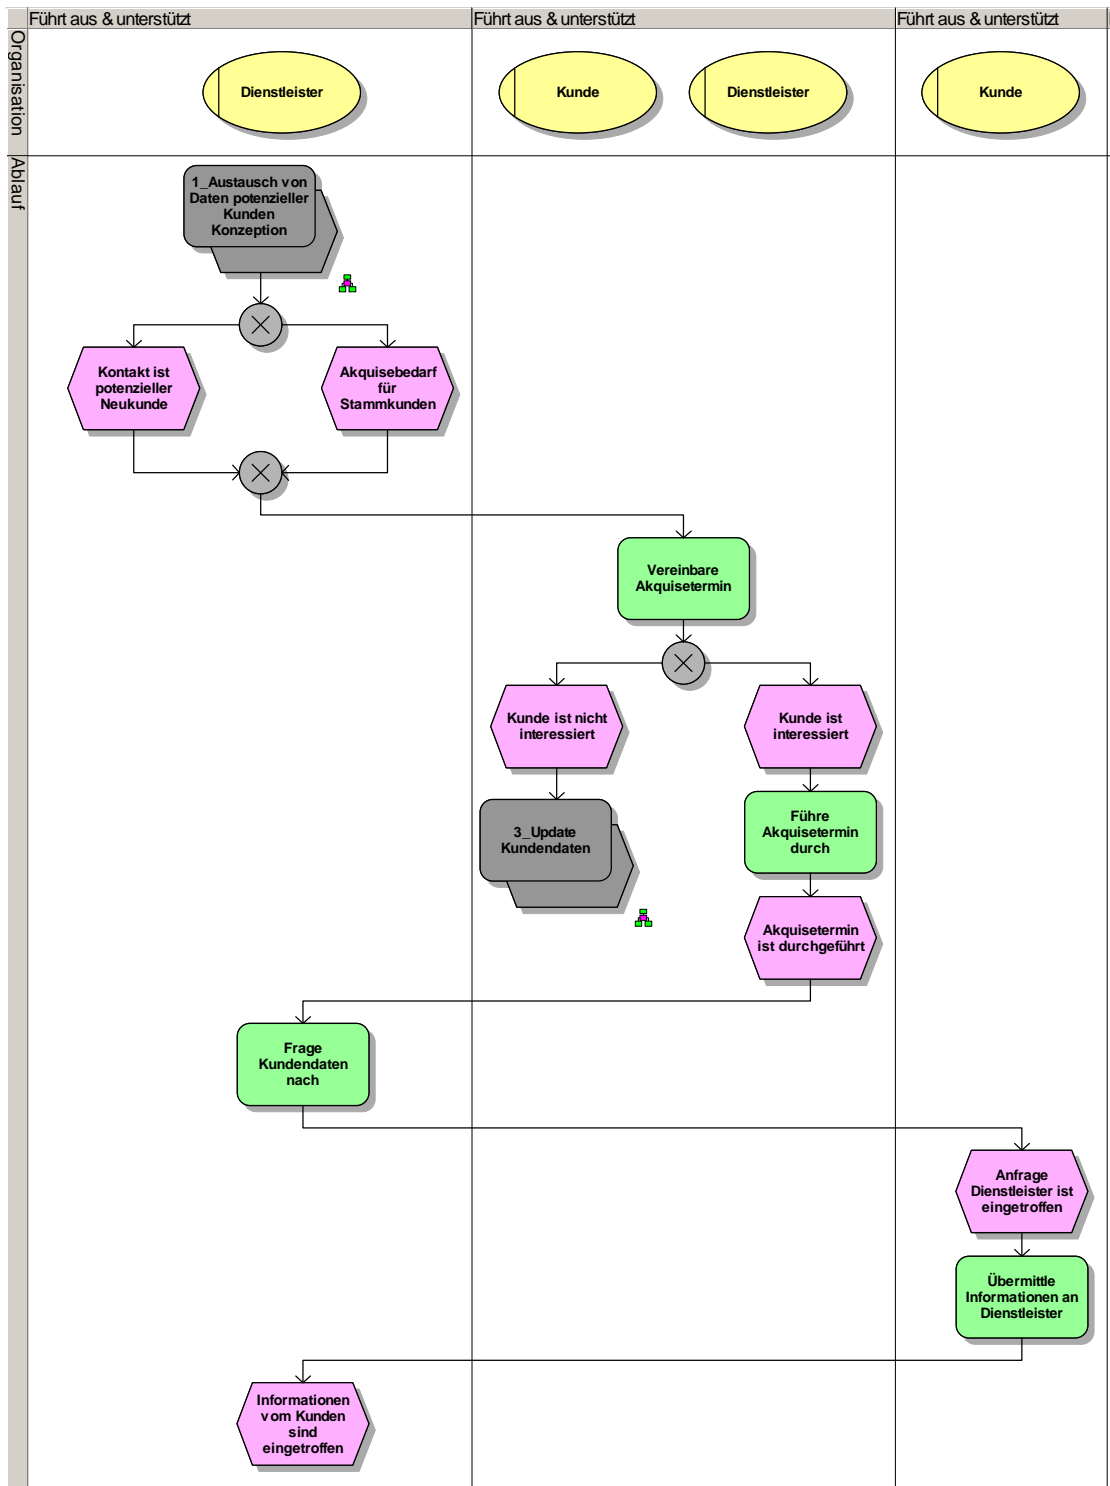 Führt aus & unterstützt
Führt aus & unterstützt
Führt aus & unterstützt
Organisation
Dienstleister
Kunde
Dienstleister
Kunde
Ablauf
1_Austausch von
Daten potenzieller
Kunden
Konzeption
Kontakt ist
potenzieller
Neukunde
Akquisebedarf
für
Stammkunden
Vereinbare
Akquisetermin
Kunde ist nicht
interessiert
Kunde ist
interessiert
3_Update
Kundendaten
Führe
Akquisetermin
durch
Akquisetermin
ist durchgeführt
Frage
Kundendaten
nach
Anfrage
Dienstleister ist
eingetroffen
Übermittle
Informationen an
Dienstleister
Informationen
vom Kunden
sind
eingetroffen